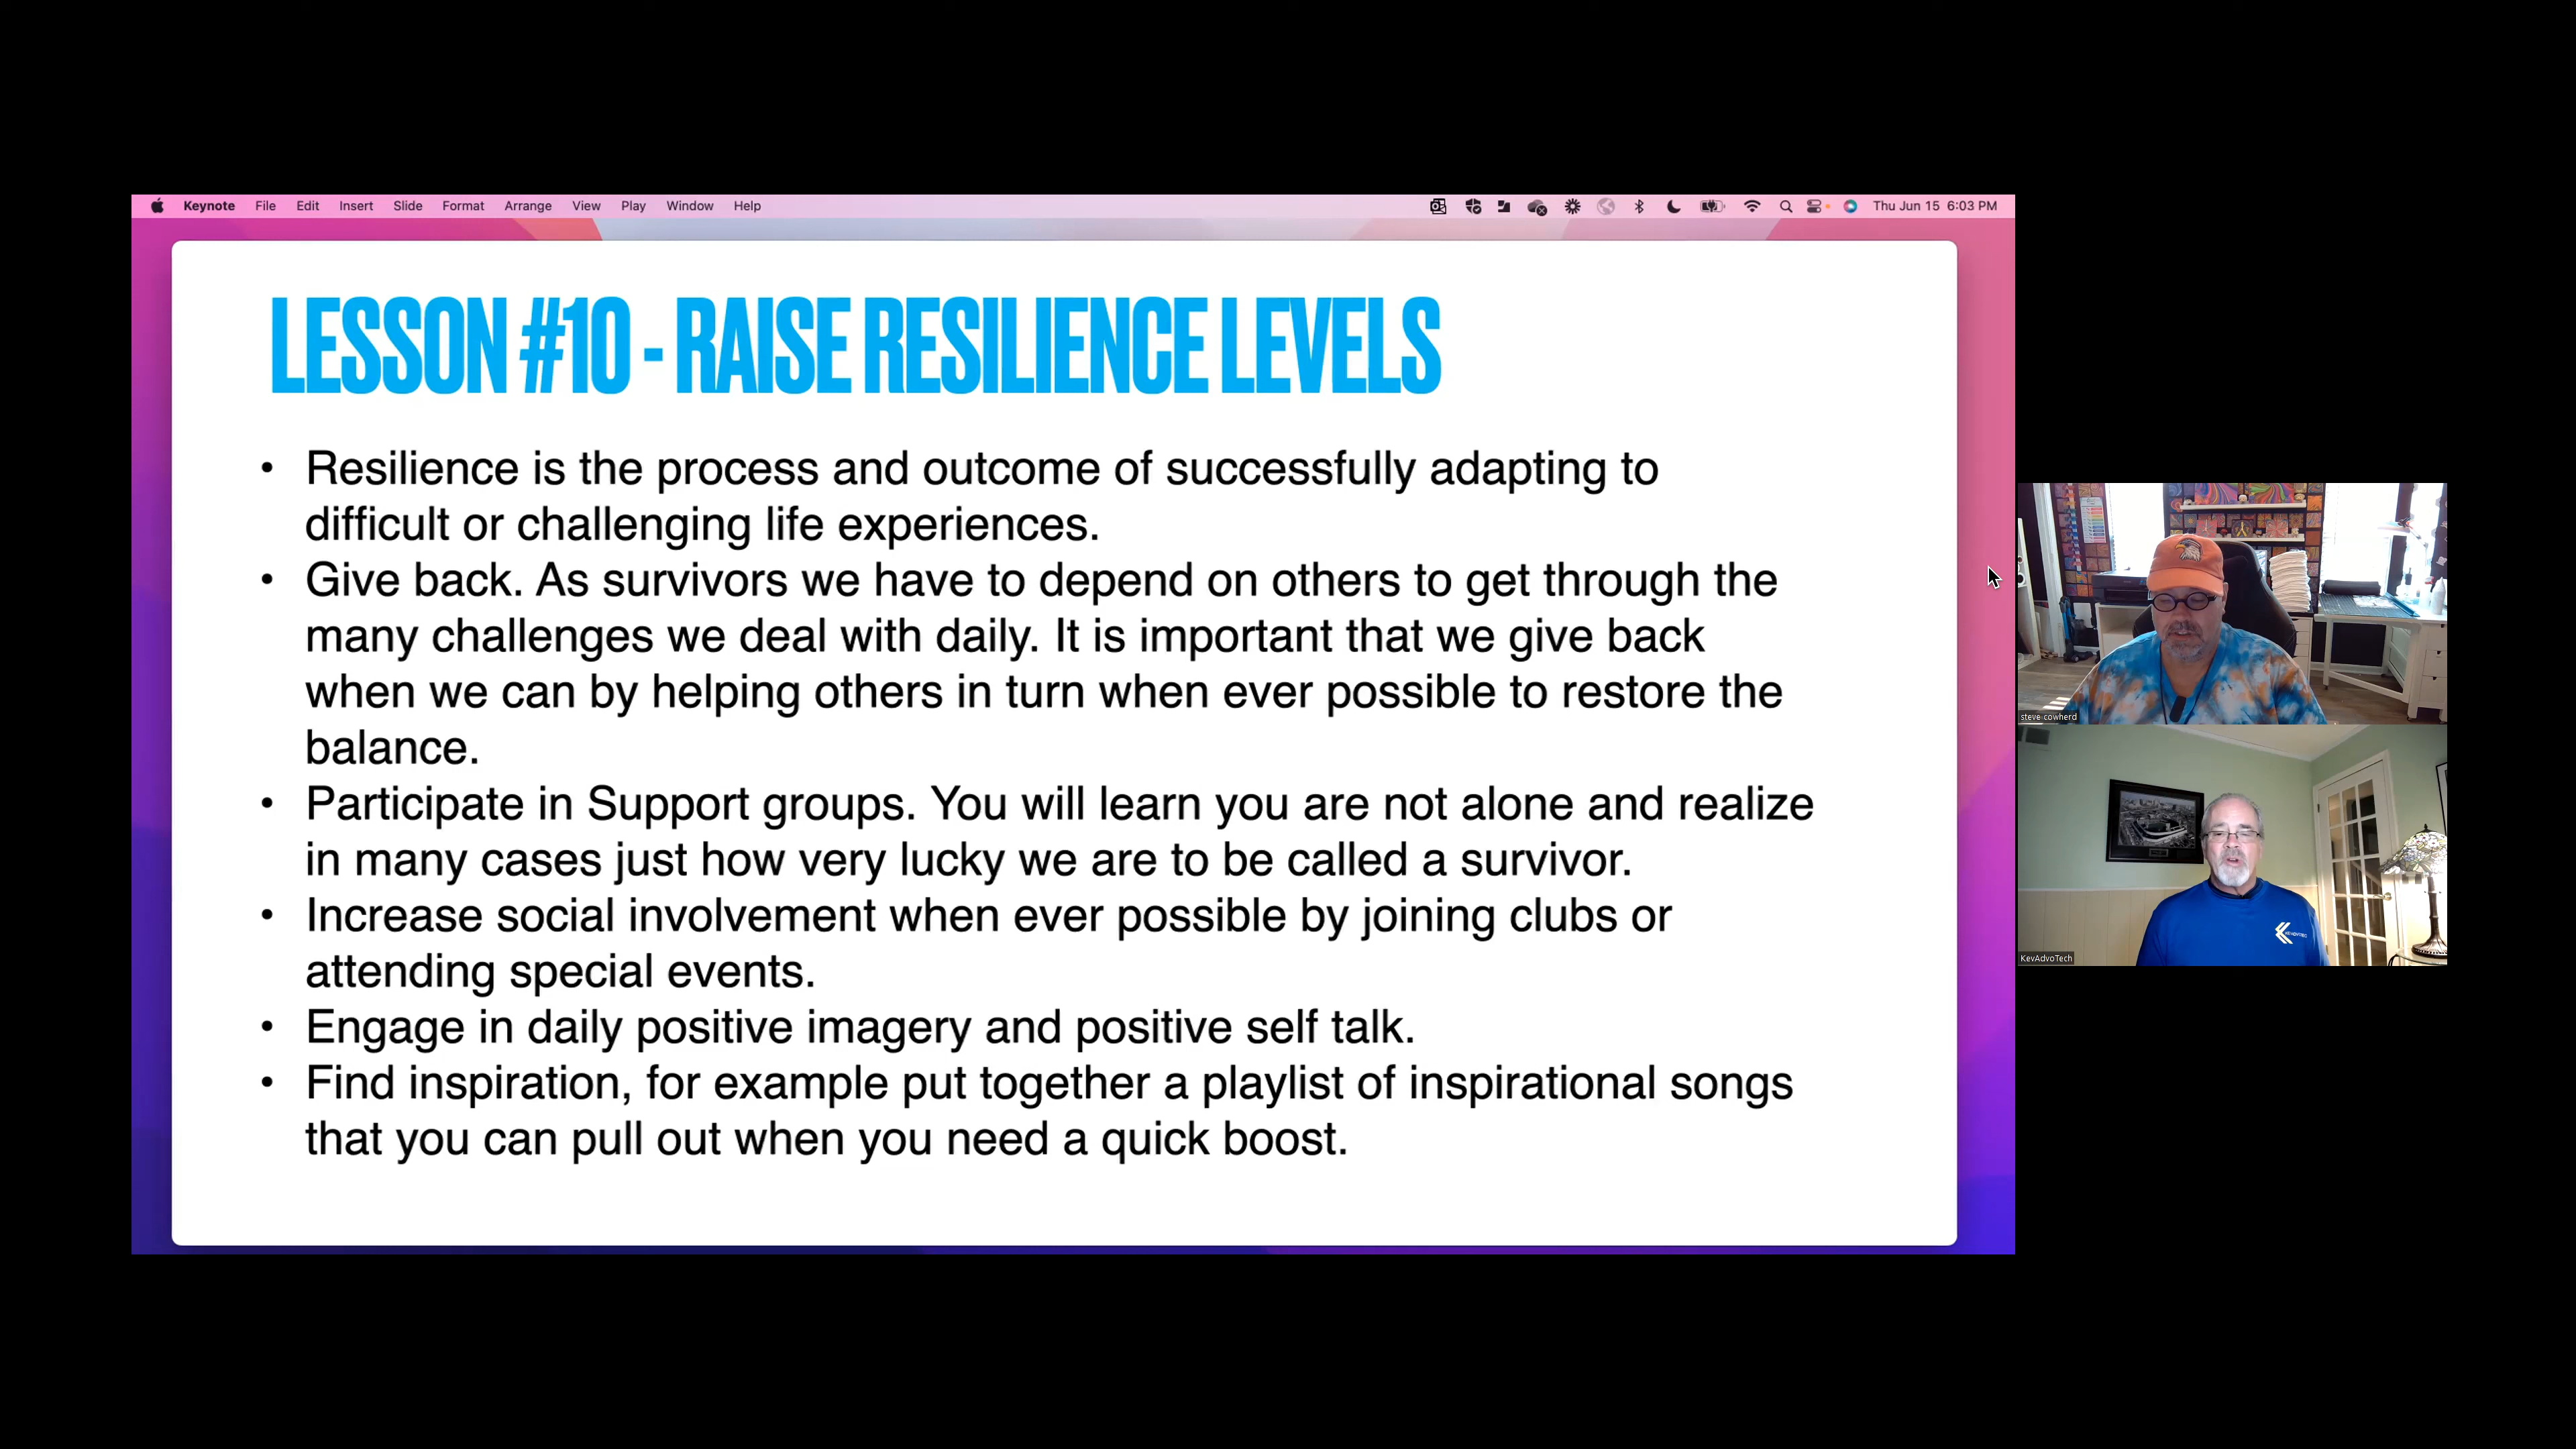 Keynote File Edit Insert Slide Format Arrange View Play Window Help Thu Jun 15 6:03 PM
LESSON #10 - RAISE RESILIENCE LEVELS
• Resilience is the process and outcome of successfully adapting to
difficult or challenging life experiences.
• Give back. As survivors we have to depend on others to get through the
many challenges we deal with daily. It is important that we give back
when we can by helping others in turn when ever possible to restore the
balance.
• Participate in Support groups. You will learn you are not alone and realize
in many cases just how very lucky we are to be called a survivor.
• Increase social involvement when ever possible by joining clubs or
attending special events.
• Engage in daily positive imagery and positive self talk.
• Find inspiration, for example put together a playlist of inspirational songs
that you can pull out when you need a quick boost.
steve cowherd
KevAdvoTech